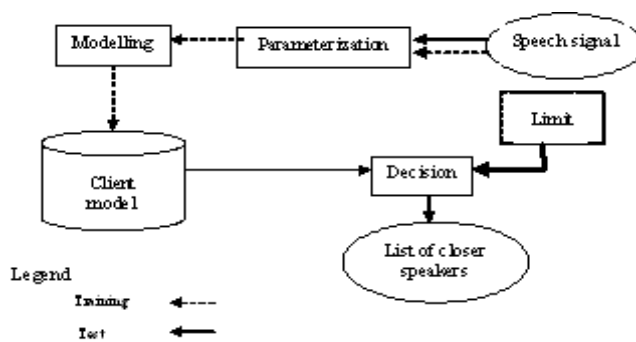 Modelling
Parameterization
Speech signal
Limit
Client
model
Decision
List of closer
speakers
Legend
Training
Test